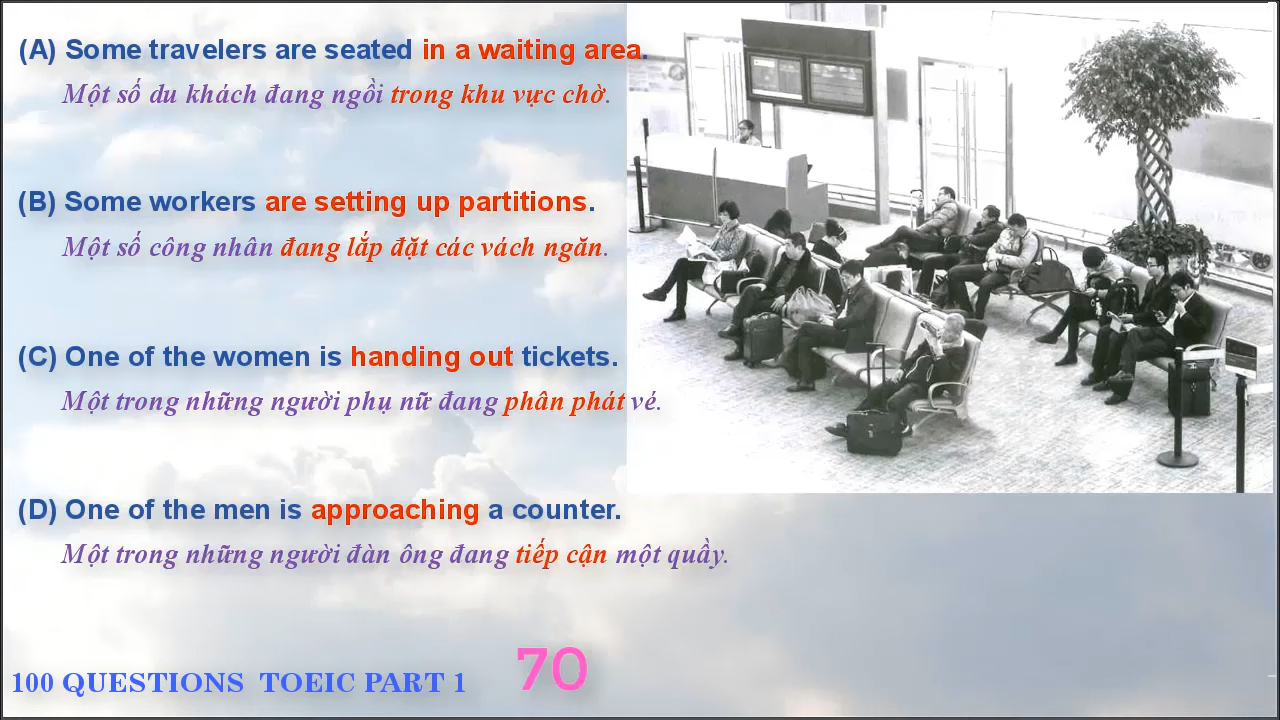 (A) Some travelers are seated in a waiting area.
Một số du khách đang ngồi trong khu vực chờ.
(B) Some workers are setting up partitions.
Một số công nhân đang lắp đặt các vách ngăn.
(C) One of the women is handing out tickets.
Một trong những người phụ nữ đang phân phát vé.
(D) One of the men is approaching a counter.
Một trong những người đàn ông đang tiếp cận một quầy.
100 QUESTIONS TOEIC PART 1
70